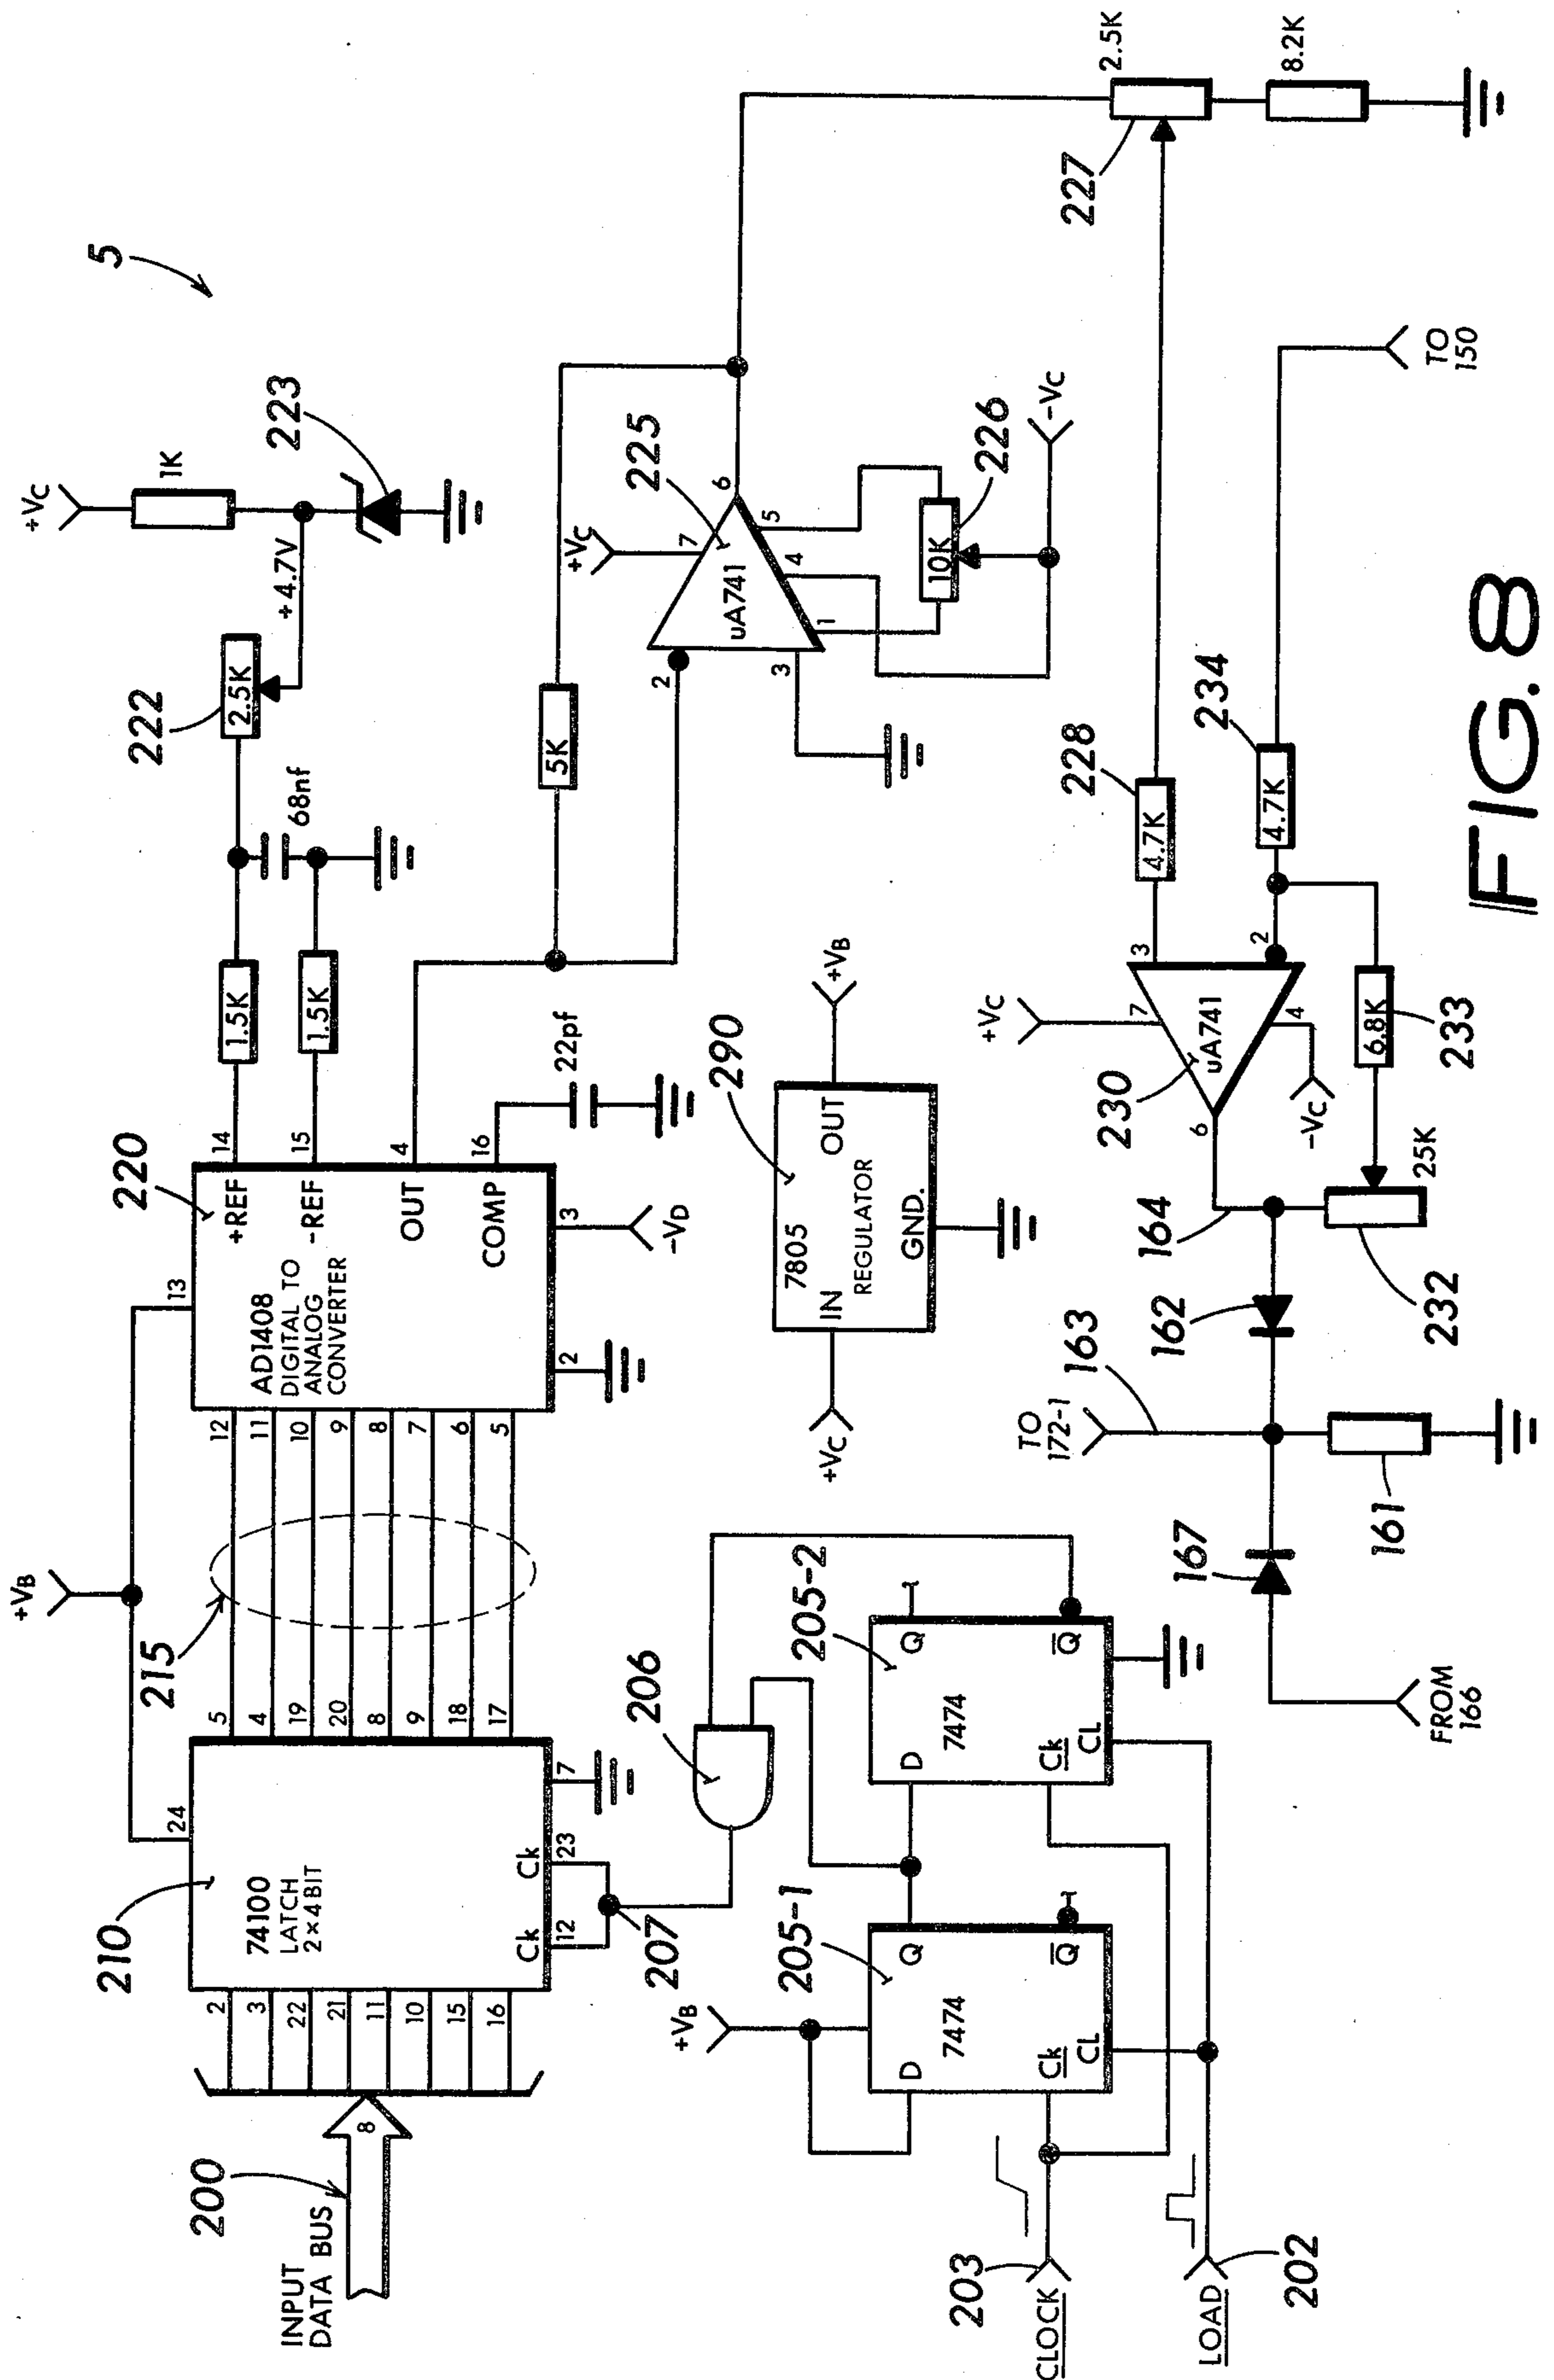 5
+VB
215
210
24
74100
LATCH
2×4 BIT
Ck
Ck
12
23
7
207
2
3
22
21
11
10
15
16
5
4
19
20
8
9
18
17
200
8
INPUT
DATA BUS
220
13
12
11
10
9
8
7
6
5
AD1408
DIGITAL TO
ANALOG
CONVERTER
+REF
-REF
OUT
COMP
14
15
4
16
2
3
-VD
1.5K
1.5K
22pf
68nf
222
2.5K
+4.7V
+VC
1K
223
5K
225
+VC
7
uA741
2
3
6
5
4
1
10K
226
-VC
227
2.5K
8.2K
290
7805
IN
OUT
REGULATOR
GND.
+VC
+VB
206
205-1
205-2
+VB
D
Q
7474
Ck
CL
Q
D
Q
7474
Ck
CL
Q
203
CLOCK
LOAD
202
228
4.7K
234
4.7K
TO
150
230
uA741
+VC
7
3
2
6
4
-VC
6.8K
233
25K
232
164
162
163
TO
172-1
161
167
FROM
166
FIG. 8